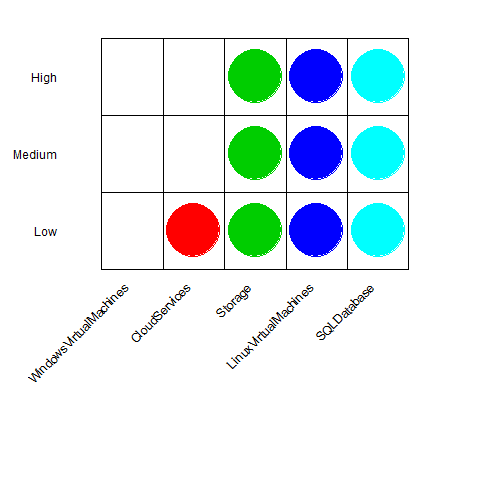 High
Medium
Low
WindowsVirtualMachines
CloudServices
Storage
LinuxVirtualMachines
SQLDatabase